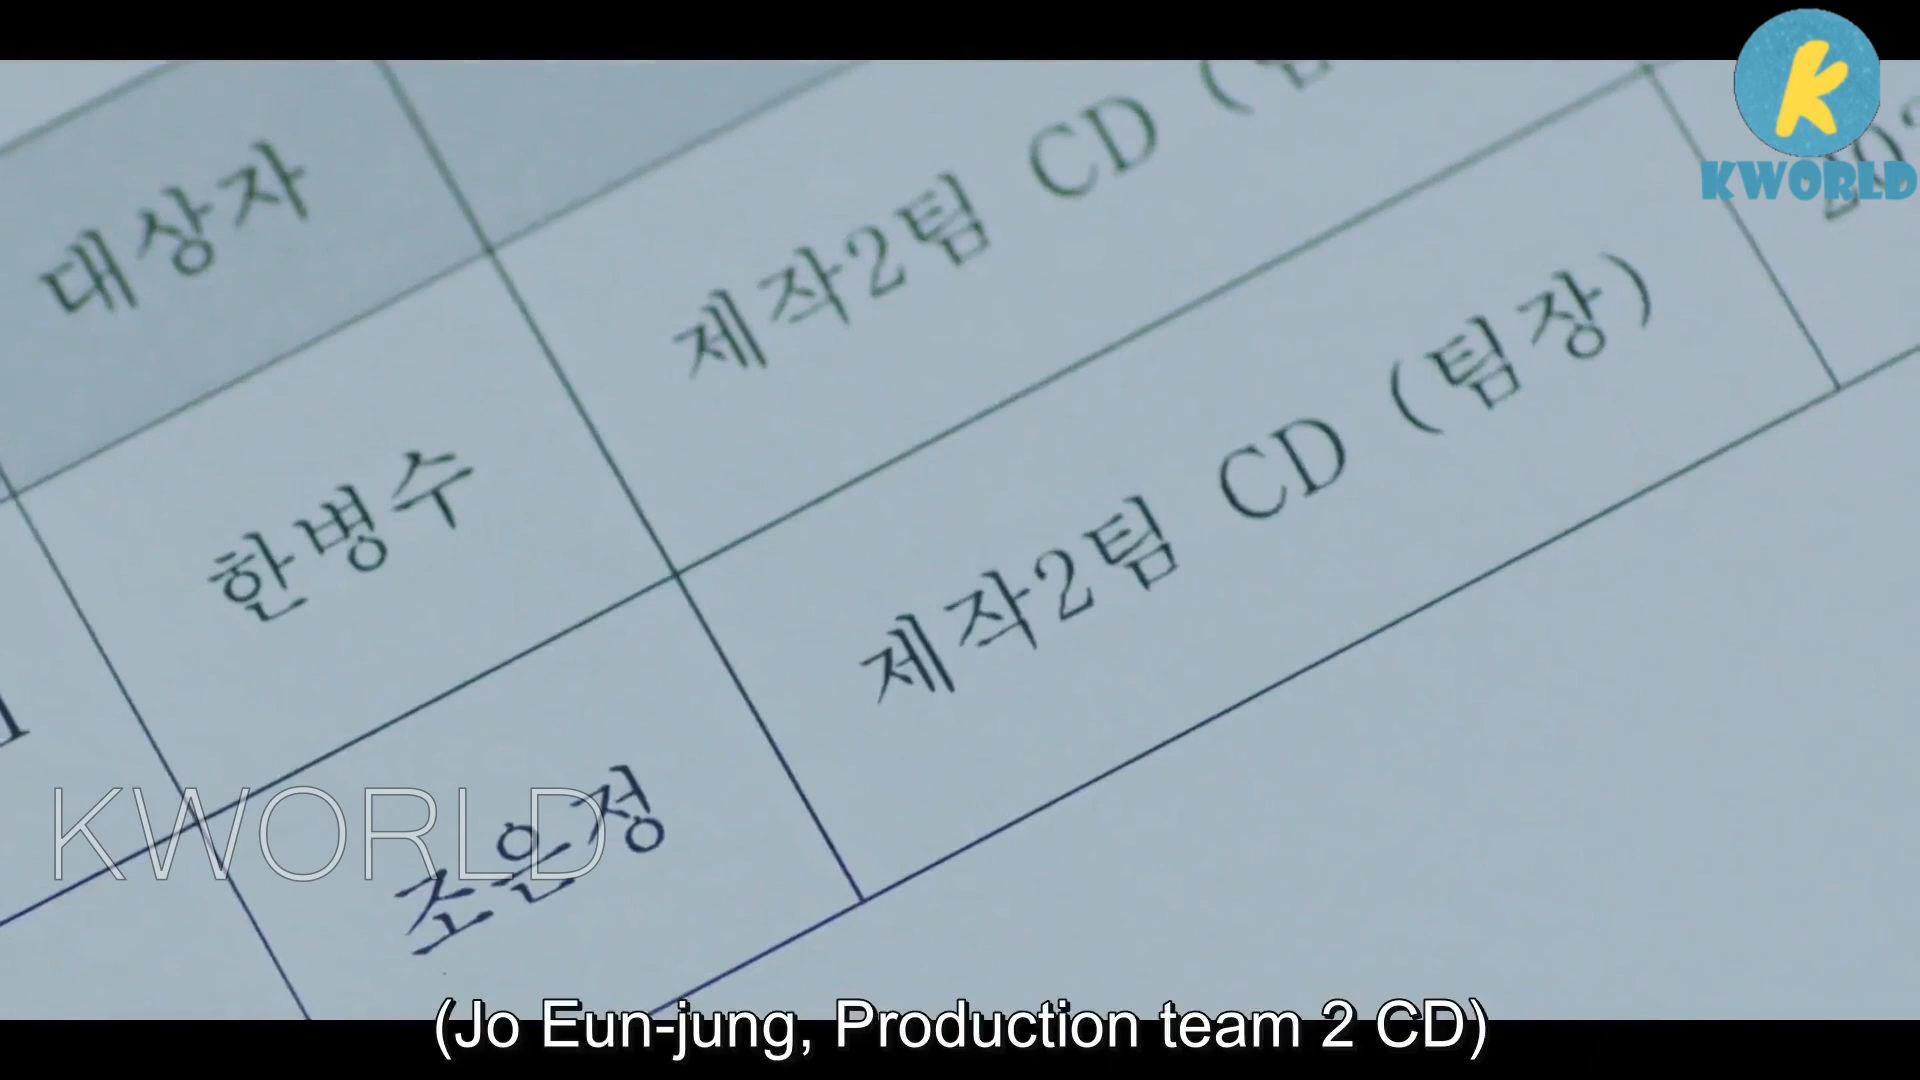 K
KWORLD
대상자
한병수 제작2팀 CD (팀
조은정 제작2팀 CD (팀장)
KWORLD
(Jo Eun-jung, Production team 2 CD)